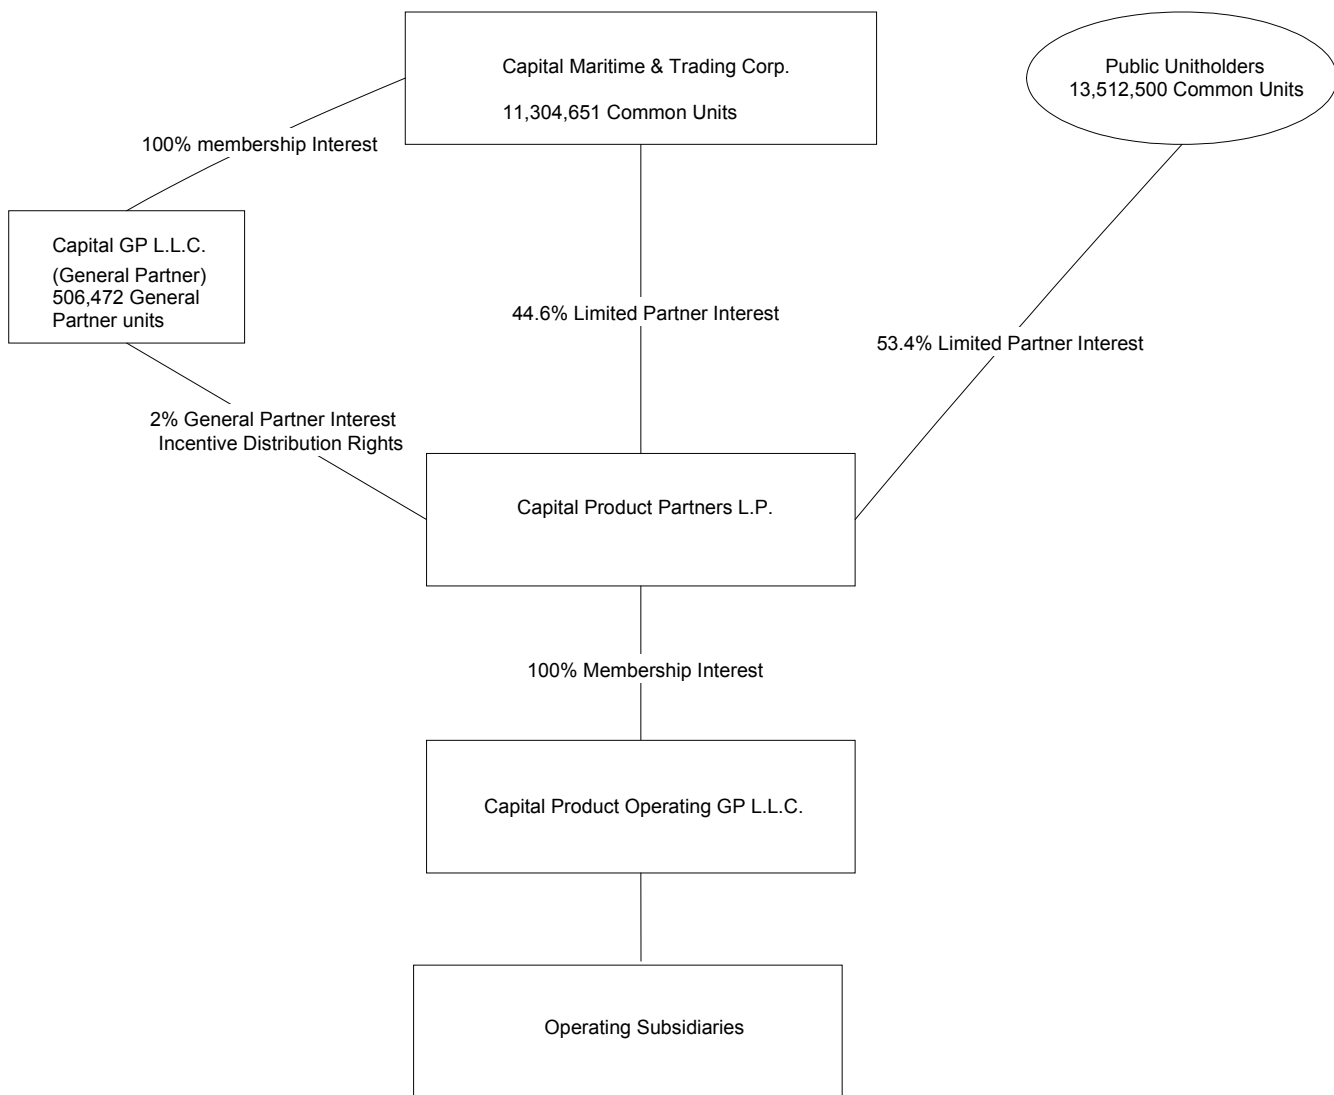 Capital Maritime & Trading Corp.
11,304,651 Common Units
Public Unitholders
13,512,500 Common Units
100% membership Interest
Capital GP L.L.C.
(General Partner)
506,472 General
Partner units
44.6% Limited Partner Interest
53.4% Limited Partner Interest
2% General Partner Interest
Incentive Distribution Rights
Capital Product Partners L.P.
100% Membership Interest
Capital Product Operating GP L.L.C.
Operating Subsidiaries